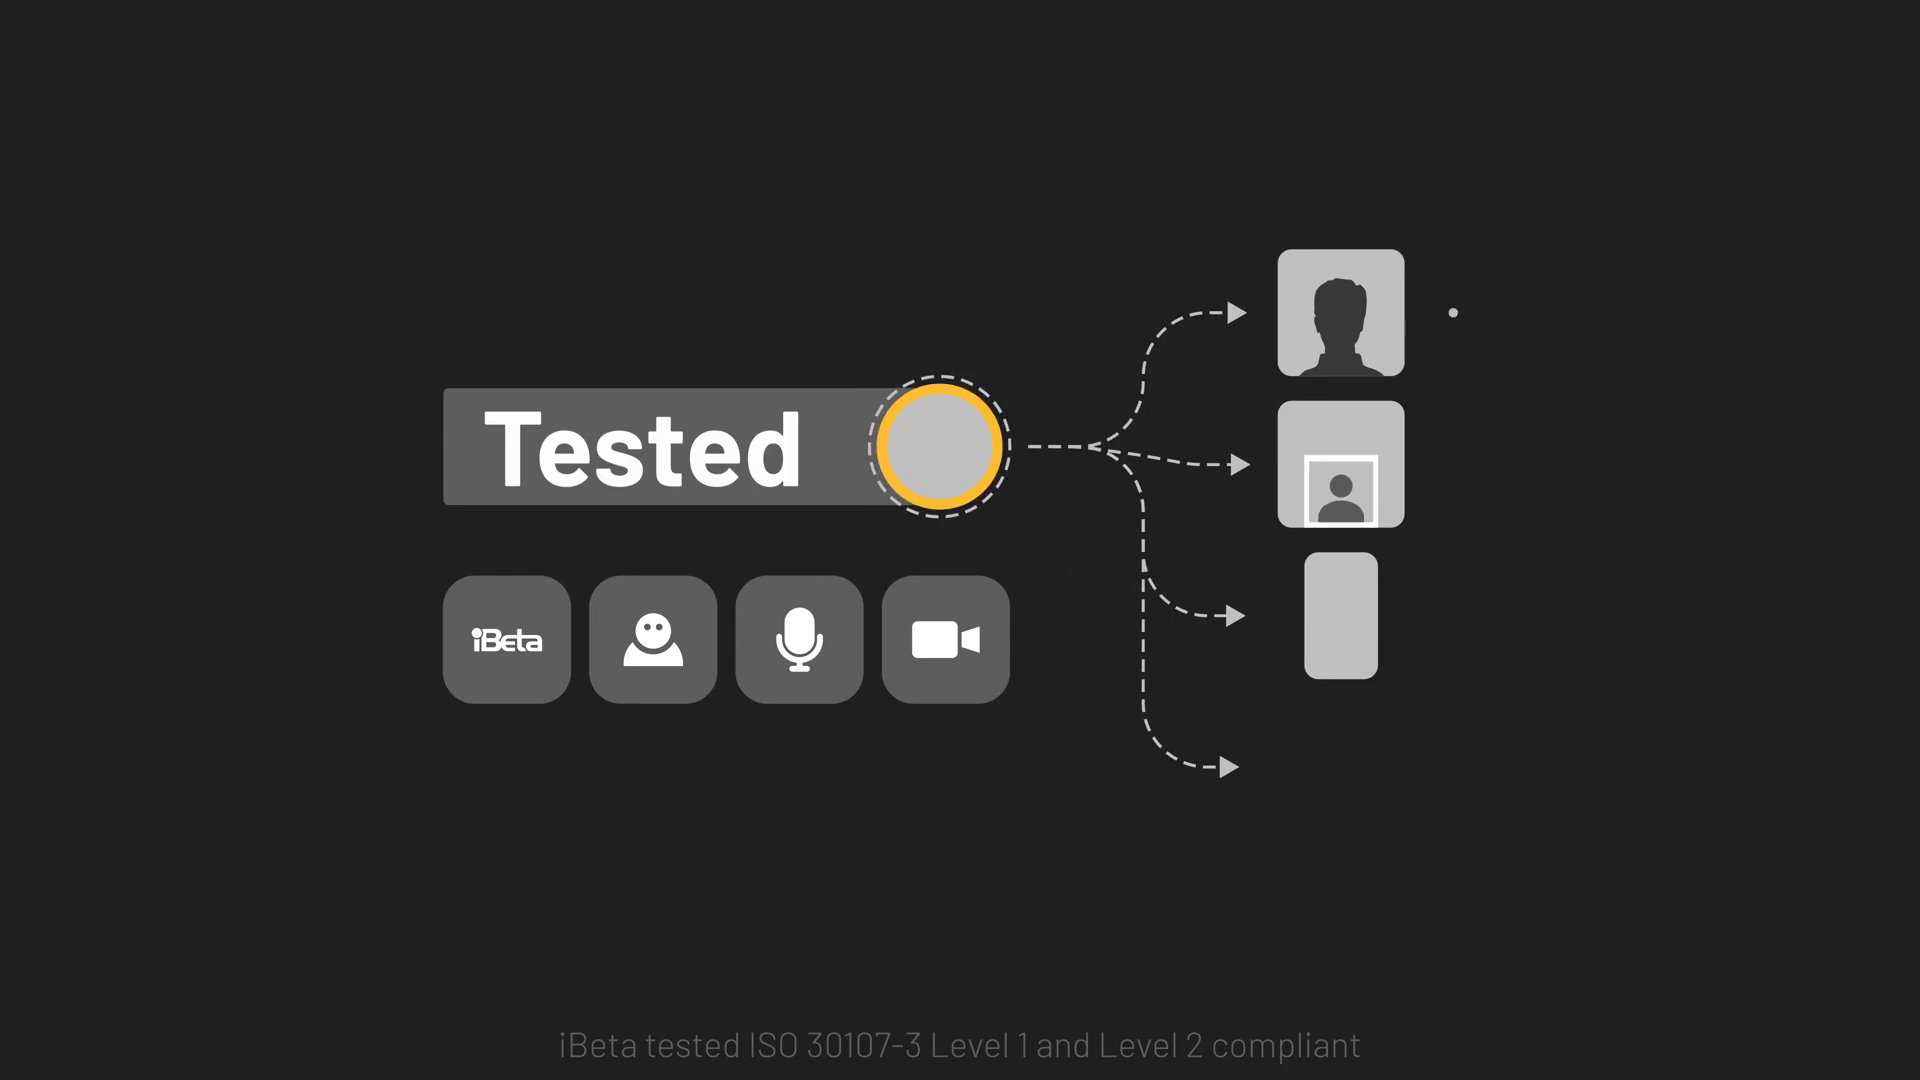 Tested
iBeta
iBeta tested ISO 30107-3 Level 1 and Level 2 compliant